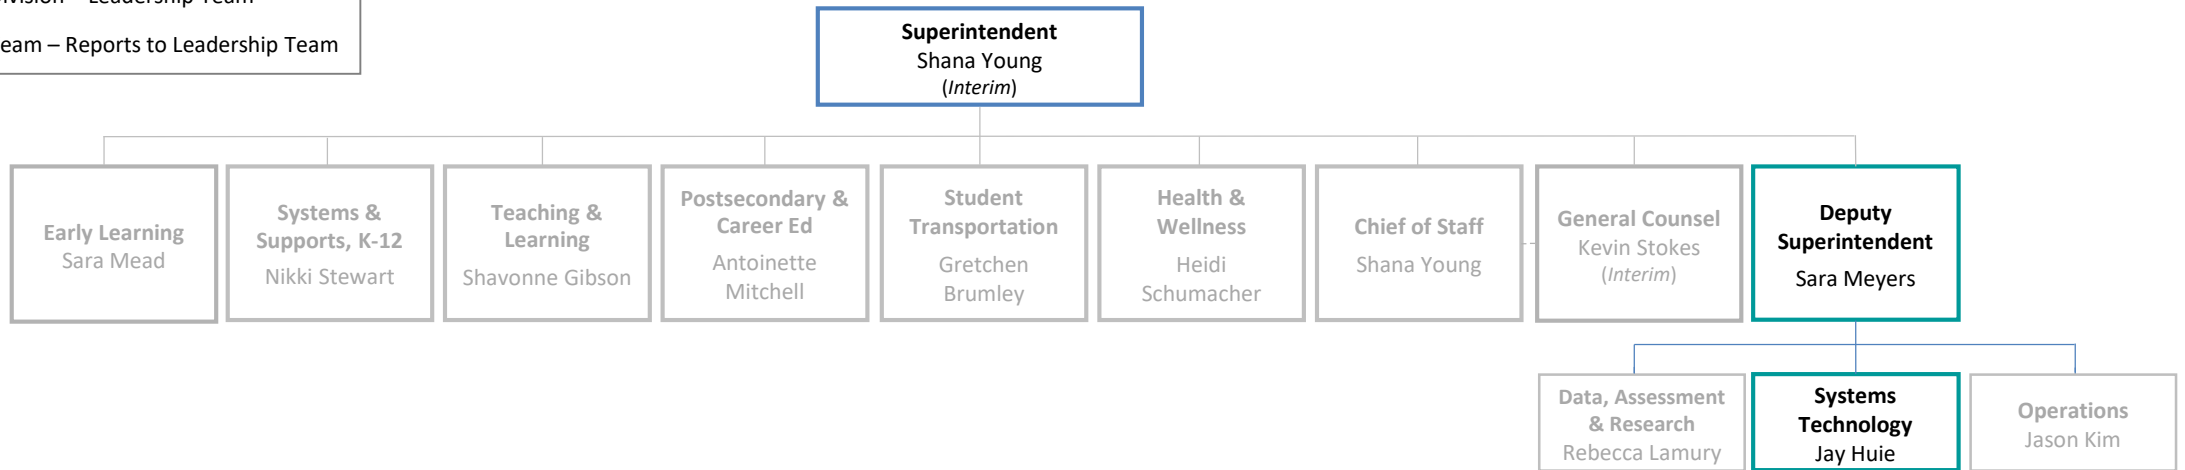 Leadership Team
– Reports to Leadership Team
Superintendent
Shana Young
(Interim)
Early Learning
Sara Mead
Systems &
Supports, K-12
Nikki Stewart
Teaching &
Learning
Shavonne Gibson
Postsecondary &
Career Ed
Antoinette
Mitchell
Student
Transportation
Gretchen
Brumley
Health &
Wellness
Heidi
Schumacher
Chief of Staff
Shana Young
General Counsel
Kevin Stokes
(Interim)
Deputy
Superintendent
Sara Meyers
Data, Assessment
& Research
Rebecca Lamury
Systems
Technology
Jay Huie
Operations
Jason Kim